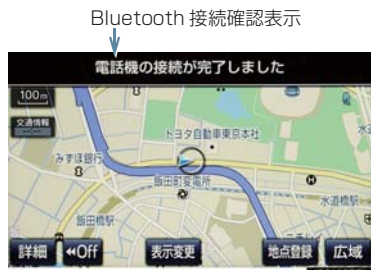 Bluetooth 接続確認表示
電話機の接続が完了しました
100m
交通情報
トヨタ自動車東京本社
みずほ銀行
飯田町変電所
水道橋駅
飯田橋駅
詳細
◀◀Off
表示変更
地点登録
広域